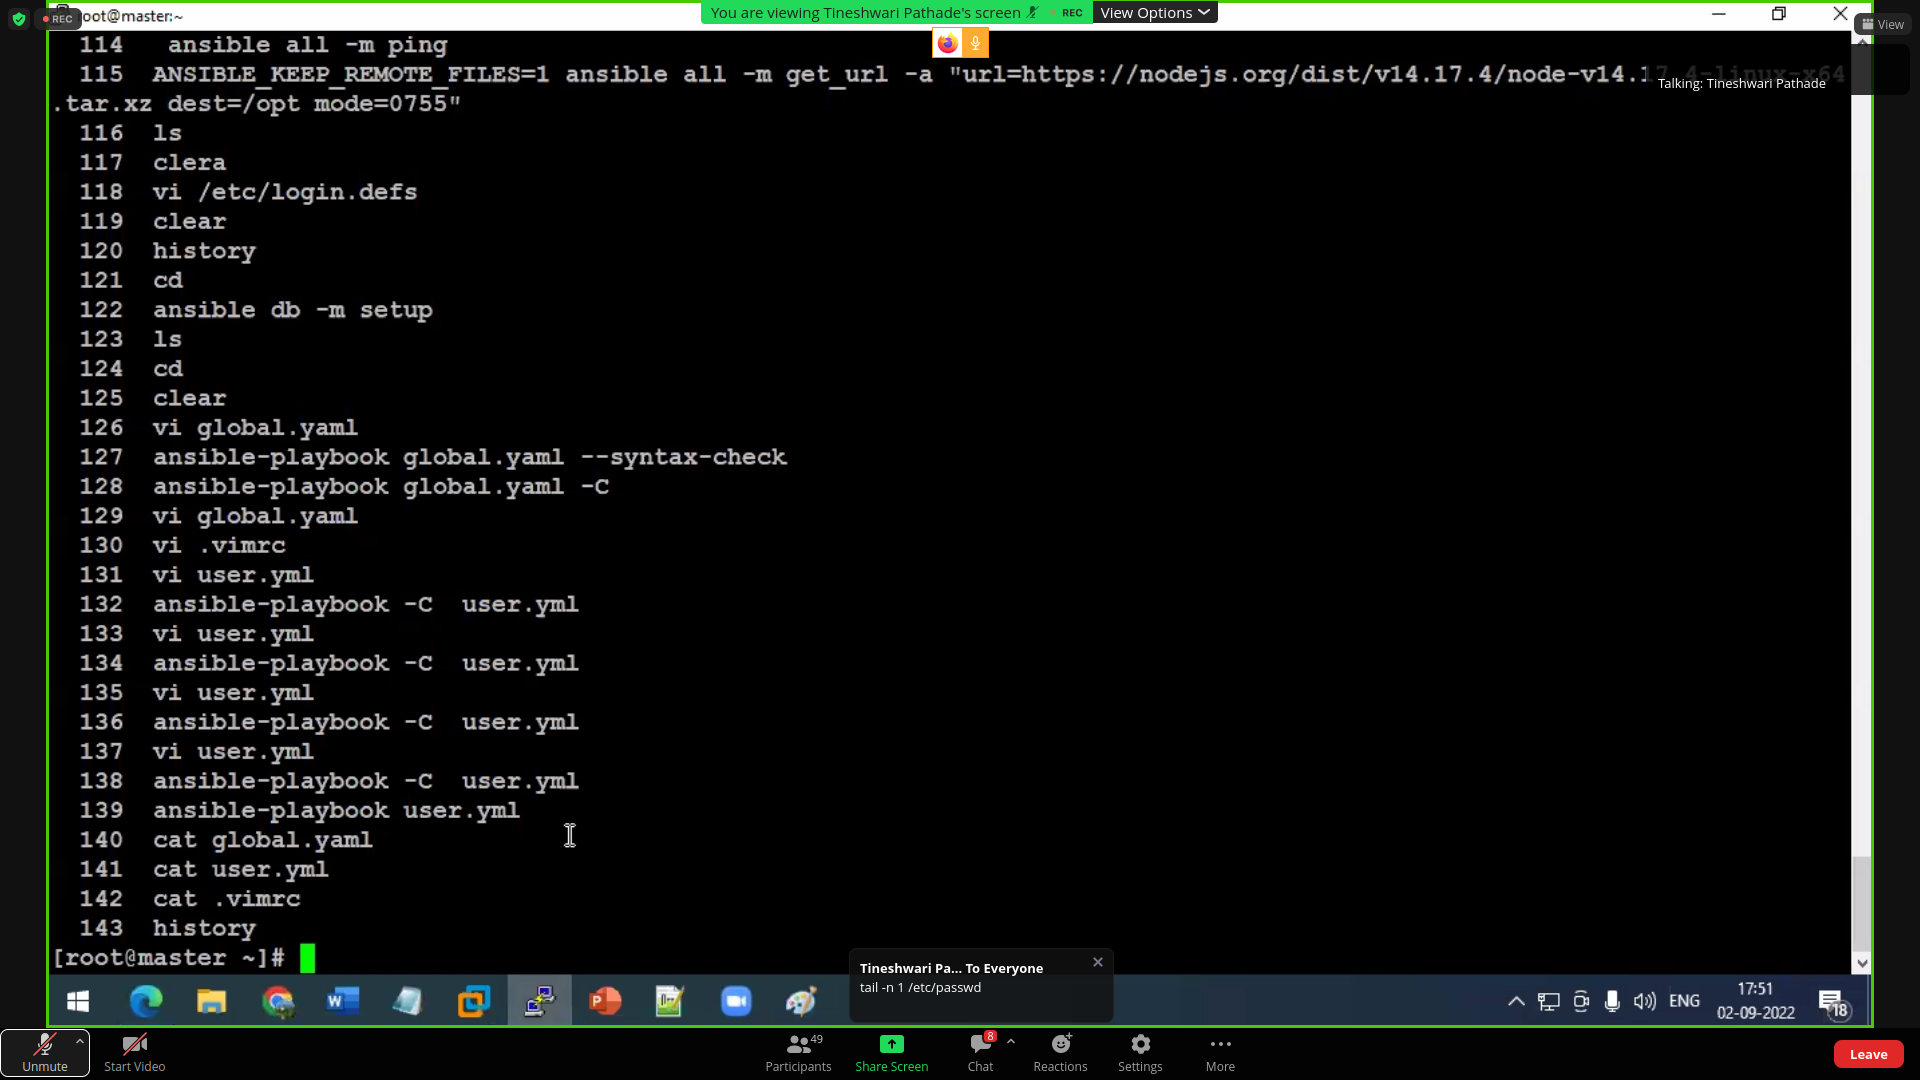 REC
root@master:~
You are viewing Tineshwari Pathade's screen
REC
View Options
View
114 ansible all -m ping
115 ANSIBLE_KEEP_REMOTE_FILES=1 ansible all -m get_url -a "url=https://nodejs.org/dist/v14.17.4/node-v14.17.4-linux-x64
Talking: Tineshwari Pathade
.tar.xz dest=/opt mode=0755"
116 ls
117 clera
118 vi /etc/login.defs
119 clear
120 history
121 cd
122 ansible db -m setup
123 ls
124 cd
125 clear
126 vi global.yaml
127 ansible-playbook global.yaml --syntax-check
128 ansible-playbook global.yaml -C
129 vi global.yaml
130 vi .vimrc
131 vi user.yml
132 ansible-playbook -C  user.yml
133 vi user.yml
134 ansible-playbook -C  user.yml
135 vi user.yml
136 ansible-playbook -C  user.yml
137 vi user.yml
138 ansible-playbook -C  user.yml
139 ansible-playbook user.yml
140 cat global.yaml
141 cat user.yml
142 cat .vimrc
143 history
[root@master ~]#
Tineshwari Pa... To Everyone
tail -n 1 /etc/passwd
ENG
17:51
02-09-2022
18
Unmute
Start Video
49
Participants
Share Screen
8
Chat
Reactions
Settings
More
Leave